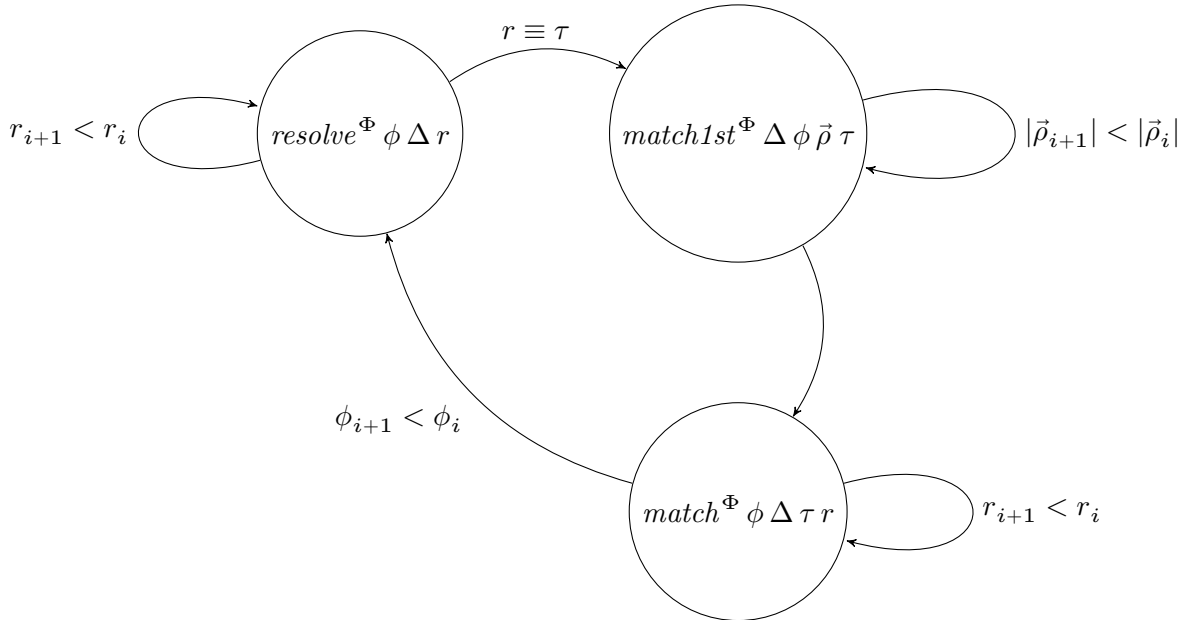 r ≡ τ
r_{i+1} < r_i
resolve^Φ ϕ Δ r
match1st^Φ Δ ϕ ρ⃗ τ
|ρ⃗_{i+1}| < |ρ⃗_i|
ϕ_{i+1} < ϕ_i
match^Φ ϕ Δ τ r
r_{i+1} < r_i